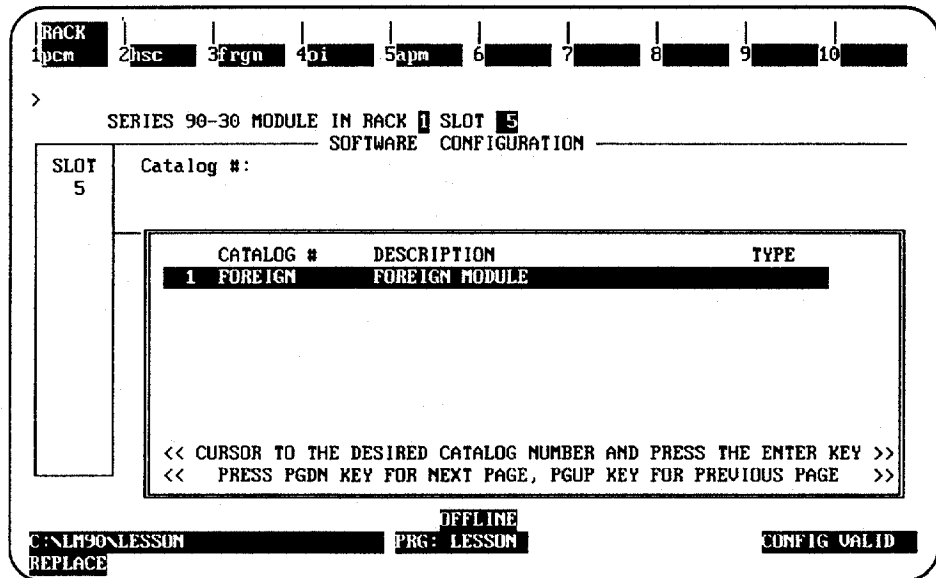 RACK
1pcm 2hsc 3frgn 4oi 5apm 6 7 8 9 10
>
SERIES 90-30 MODULE IN RACK 1 SLOT 5
SOFTWARE CONFIGURATION
SLOT
5
Catalog #:
CATALOG # DESCRIPTION TYPE
1 FOREIGN FOREIGN MODULE
<< CURSOR TO THE DESIRED CATALOG NUMBER AND PRESS THE ENTER KEY >>
<< PRESS PGDN KEY FOR NEXT PAGE, PGUP KEY FOR PREVIOUS PAGE >>
OFFLINE
C:\LM90\LESSON PRG: LESSON CONFIG VALID
REPLACE